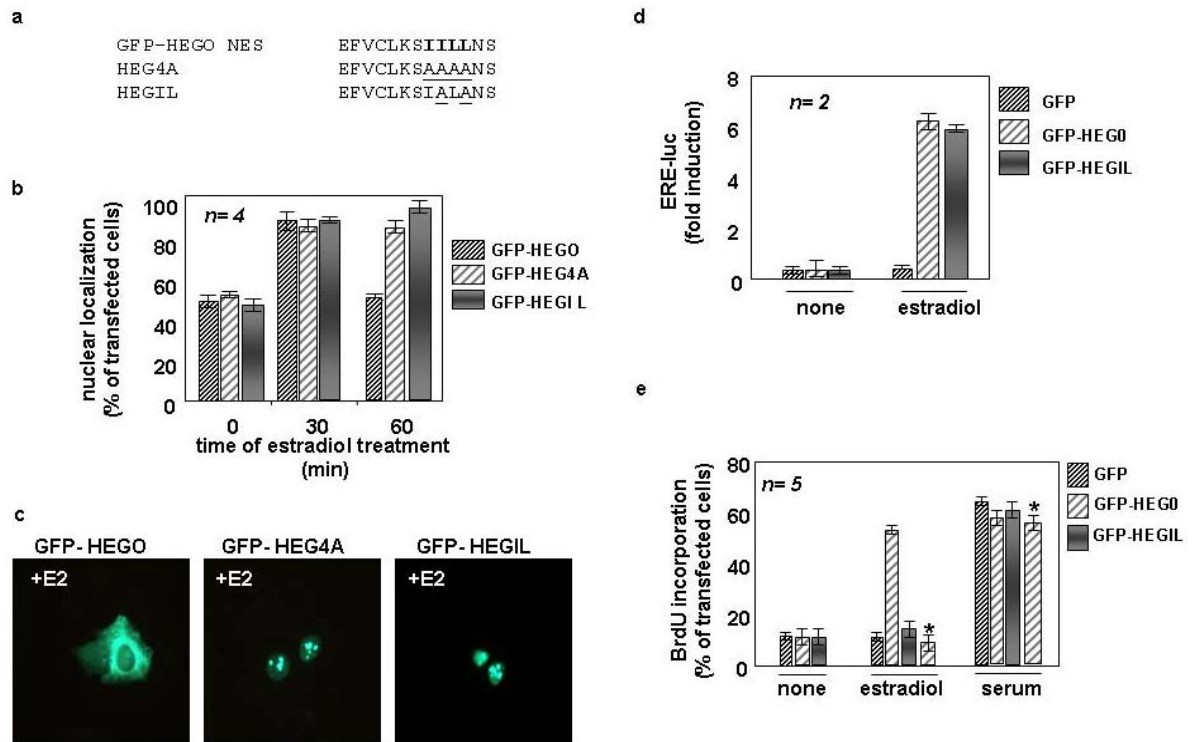 a
GFP-HEGO NES EFVCLKSIILLNS
HEG4A EFVCLKSAAAANS
HEGIL EFVCLKSIALANS
b
nuclear localization
(% of transfected cells)
100
80
60
40
20
0
n= 4
GFP-HEGO
GFP-HEG4A
GFP-HEGI L
0 30 60
time of estradiol treatment
(min)
c
GFP- HEGO GFP- HEG4A GFP- HEGIL
+E2 +E2 +E2
d
ERE-luc
(fold induction)
8
6
4
2
0
n= 2
GFP
GFP-HEG0
GFP-HEGIL
none estradiol
e
BrdU incorporation
(% of transfected cells)
80
60
40
20
0
n= 5
*
*
GFP
GFP-HEG0
GFP-HEGIL
none estradiol serum